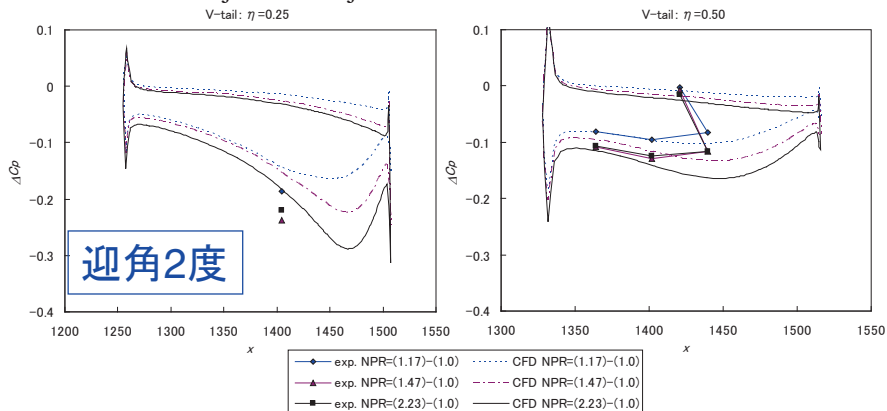 V-tail: η=0.25
0.1
0
-0.1
-0.2
-0.3
-0.4
ΔCp
1200 1250 1300 1350 1400 1450 1500 1550
x
迎角2度
V-tail: η=0.50
0.1
0
-0.1
-0.2
-0.3
-0.4
ΔCp
1300 1350 1400 1450 1500 1550
x
exp. NPR=(1.17)-(1.0) CFD NPR=(1.17)-(1.0)
exp. NPR=(1.47)-(1.0) CFD NPR=(1.47)-(1.0)
exp. NPR=(2.23)-(1.0) CFD NPR=(2.23)-(1.0)